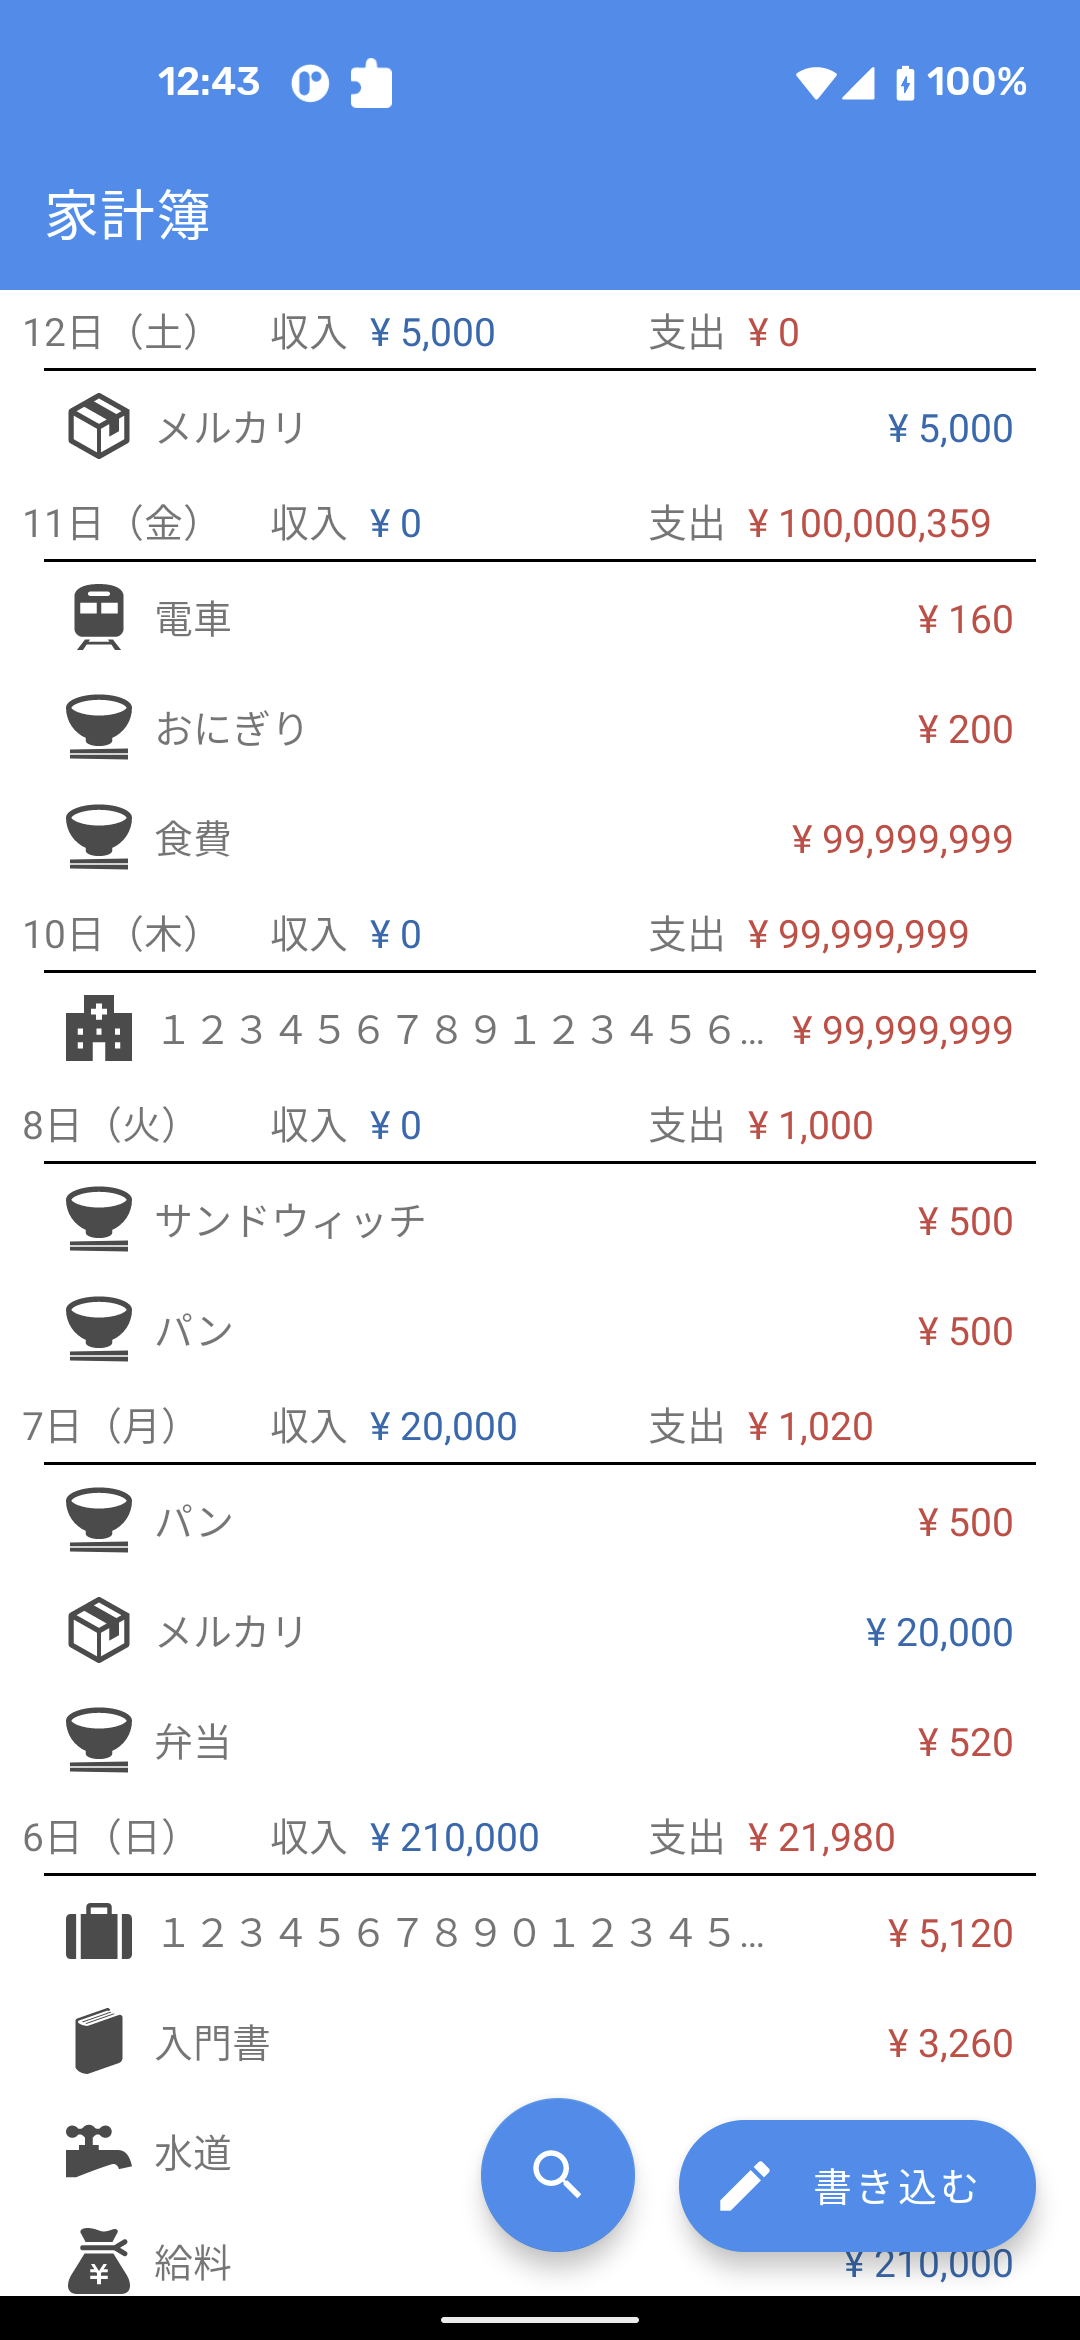 12:43 100%
家計簿
12日（土） 収入 ¥ 5,000 支出 ¥ 0
メルカリ ¥ 5,000
11日（金） 収入 ¥ 0 支出 ¥ 100,000,359
電車 ¥ 160
おにぎり ¥ 200
食費 ¥ 99,999,999
10日（木） 収入 ¥ 0 支出 ¥ 99,999,999
１２３４５６７８９１２３４５６... ¥ 99,999,999
8日（火） 収入 ¥ 0 支出 ¥ 1,000
サンドウィッチ ¥ 500
パン ¥ 500
7日（月） 収入 ¥ 20,000 支出 ¥ 1,020
パン ¥ 500
メルカリ ¥ 20,000
弁当 ¥ 520
6日（日） 収入 ¥ 210,000 支出 ¥ 21,980
１２３４５６７８９０１２３４５... ¥ 5,120
入門書 ¥ 3,260
水道
書き込む
給料 ¥ 210,000